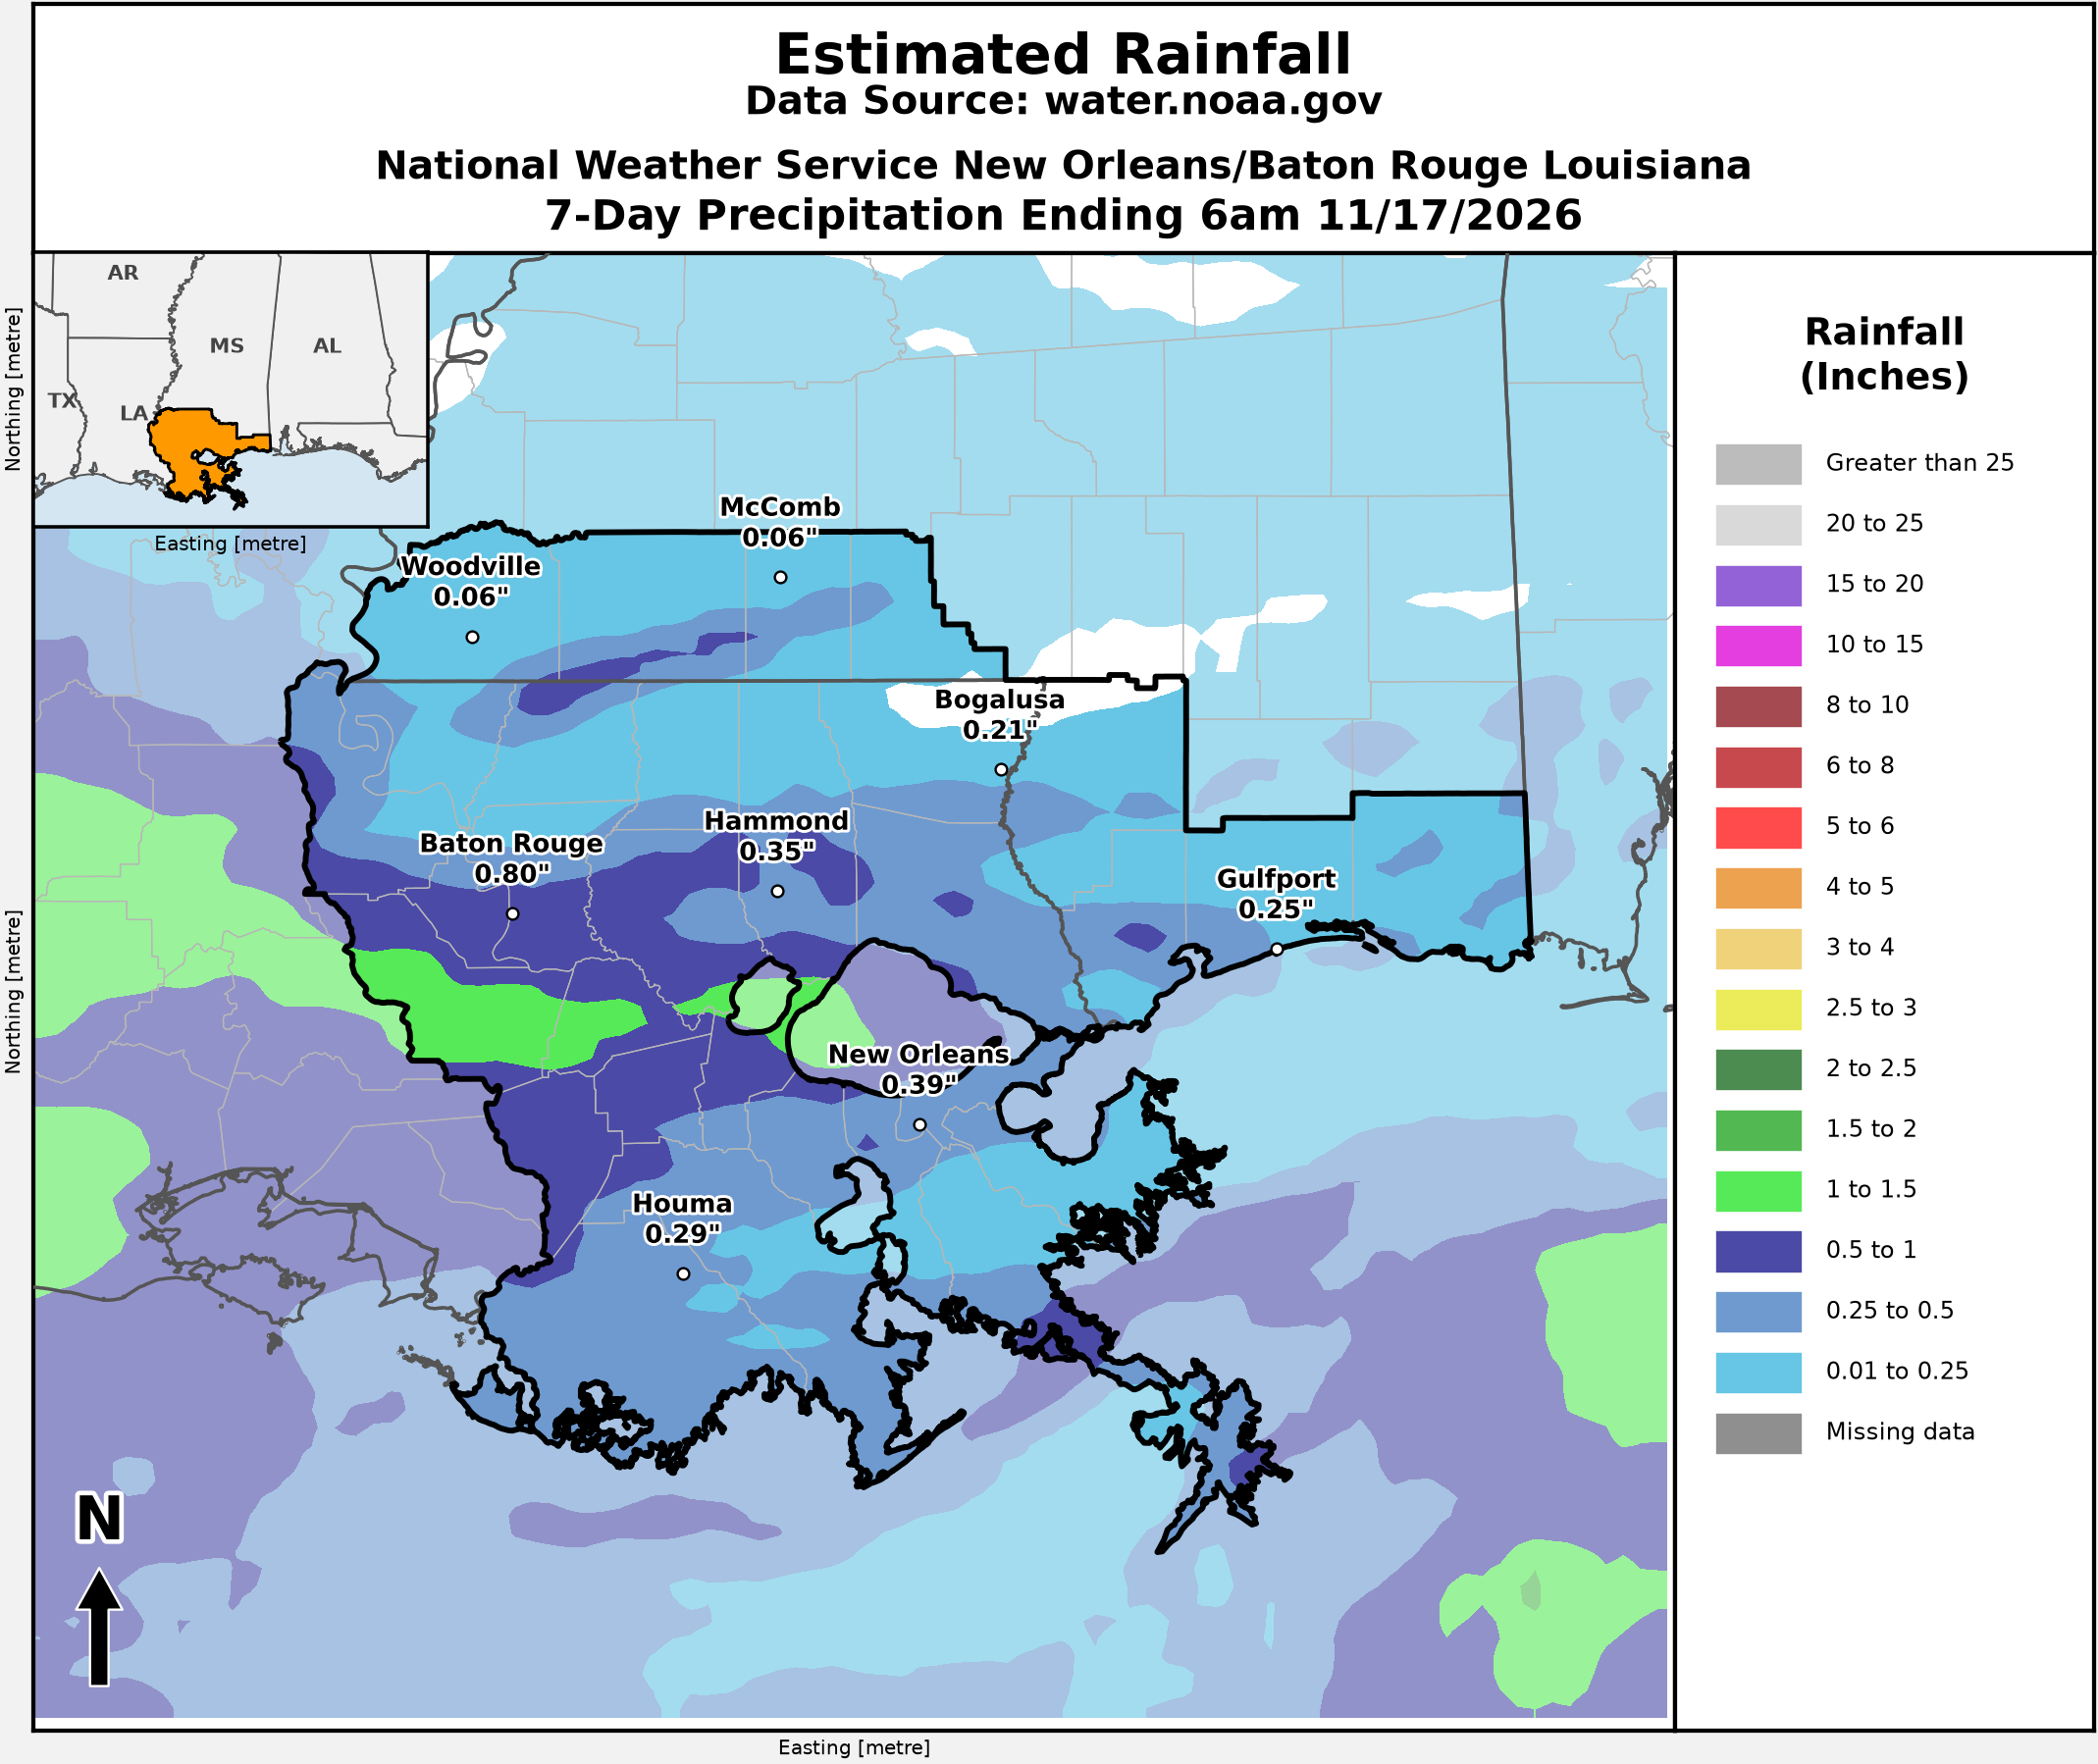 Estimated Rainfall
Data Source: water.noaa.gov
National Weather Service New Orleans/Baton Rouge Louisiana
7-Day Precipitation Ending 6am 11/17/2026
AR
MS
AL
TX
LA
Northing [metre]
Easting [metre]
McComb
0.06"
Woodville
0.06"
Bogalusa
0.21"
Hammond
0.35"
Baton Rouge
0.80"
Gulfport
0.25"
New Orleans
0.39"
Houma
0.29"
N
Northing [metre]
Easting [metre]
Rainfall
(Inches)
Greater than 25
20 to 25
15 to 20
10 to 15
8 to 10
6 to 8
5 to 6
4 to 5
3 to 4
2.5 to 3
2 to 2.5
1.5 to 2
1 to 1.5
0.5 to 1
0.25 to 0.5
0.01 to 0.25
Missing data